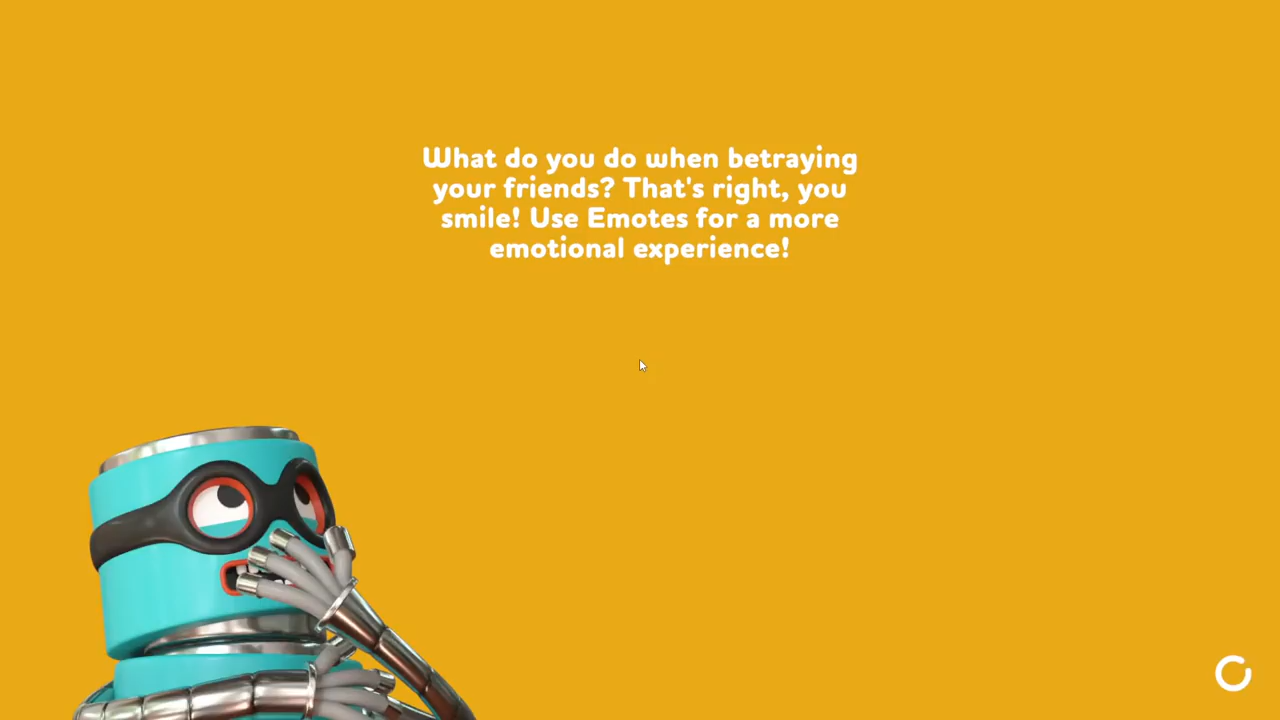 What do you do when betraying
your friends? That's right, you
smile! Use Emotes for a more
emotional experience!